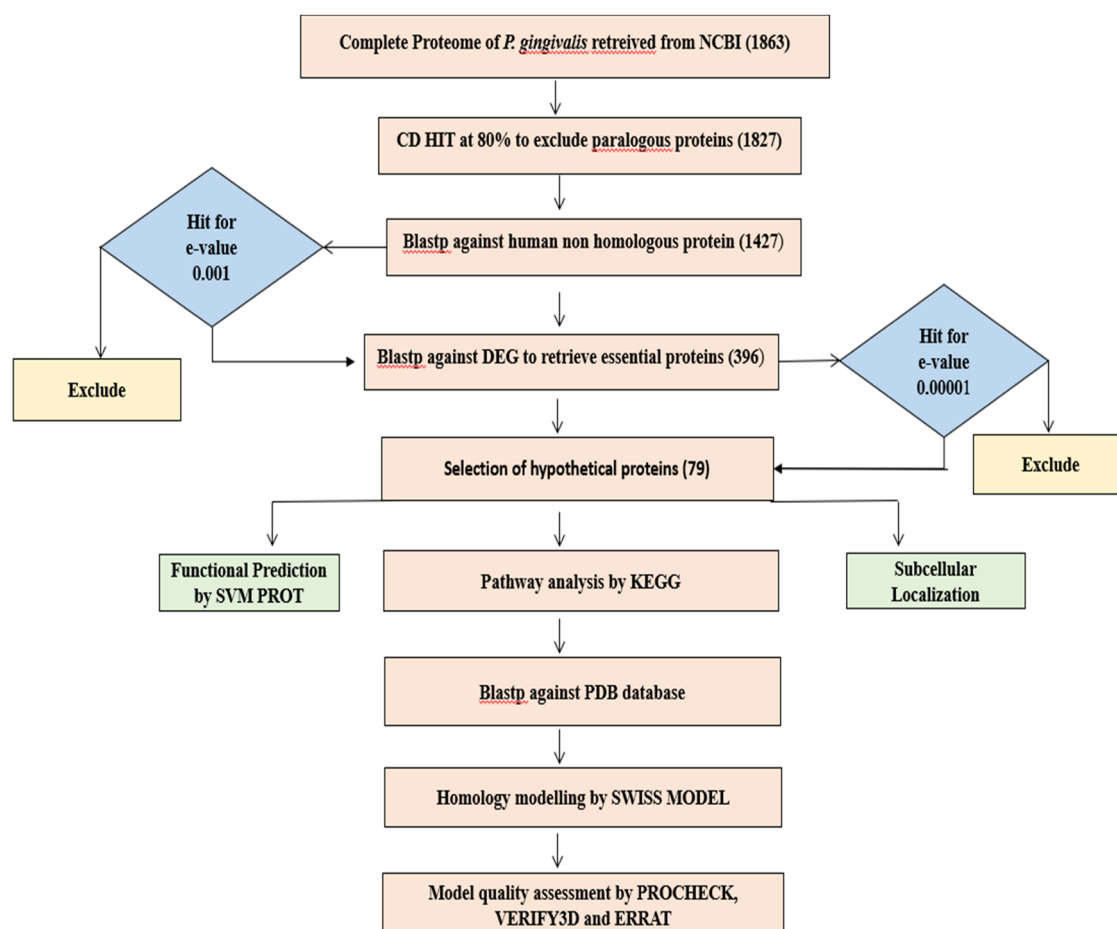 Complete Proteome of P. gingivalis retreived from NCBI (1863)
CD HIT at 80% to exclude paralogous proteins (1827)
Hit for
e-value
0.001
Blastp against human non homologous protein (1427)
Hit for
e-value
0.00001
Blastp against DEG to retrieve essential proteins (396)
Exclude
Selection of hypothetical proteins (79)
Exclude
Functional Prediction
by SVM PROT
Pathway analysis by KEGG
Subcellular
Localization
Blastp against PDB database
Homology modelling by SWISS MODEL
Model quality assessment by PROCHECK,
VERIFY3D and ERRAT